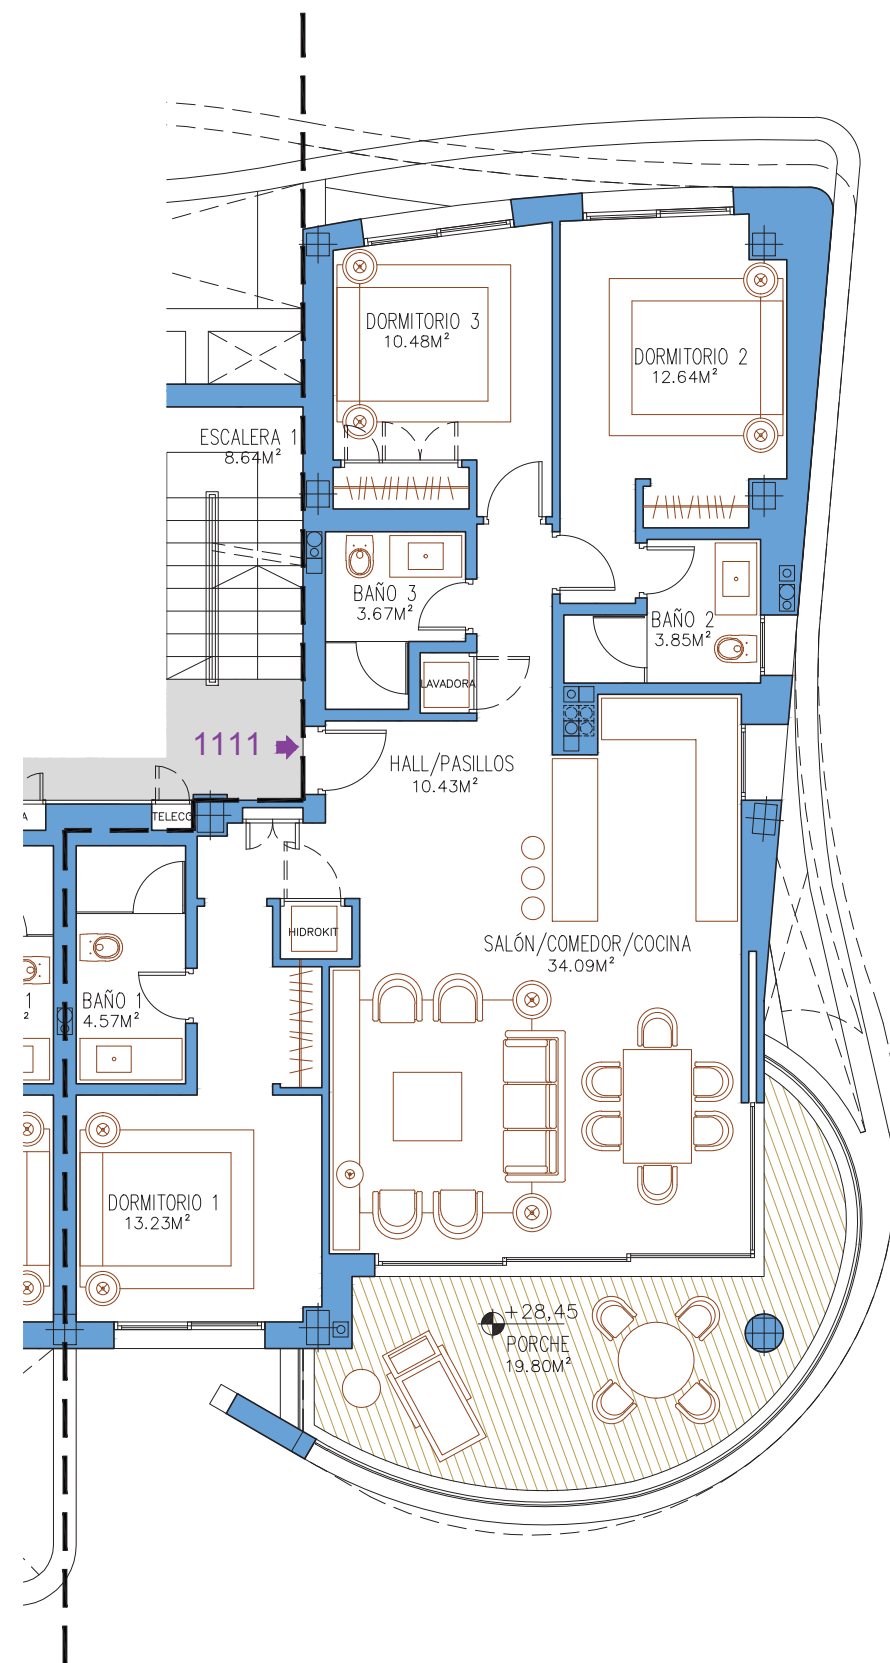 DORMITORIO 3
10.48M²
DORMITORIO 2
12.64M²
ESCALERA 1
8.64M²
BAÑO 3
3.67M²
BAÑO 2
3.85M²
LAVADORA
1111
HALL/PASILLOS
10.43M²
A
TELECO
HIDROKIT
SALÓN/COMEDOR/COCINA
34.09M²
1
²
BAÑO 1
4.57M²
DORMITORIO 1
13.23M²
+28,45
PORCHE
19.80M²